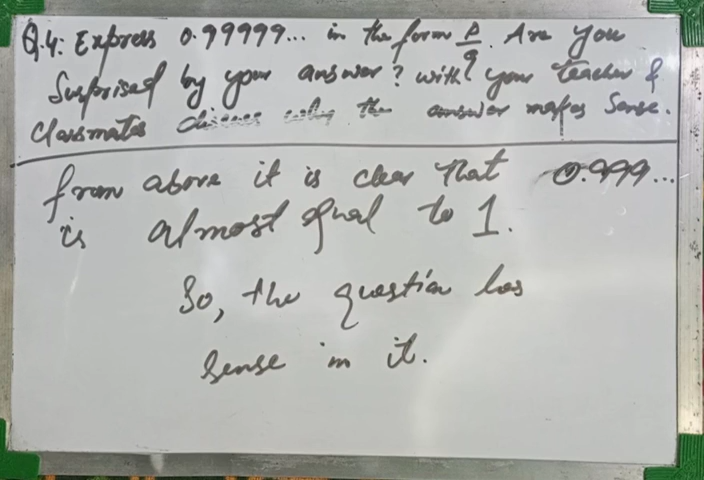 Q.4: Express 0.99999... in the form p/q. Are you
Surprised by your answer? with your teacher &
classmates discuss why the answer makes Sense.
from above it is clear that 0.999...
is almost equal to 1.
So, the question has
sense in it.